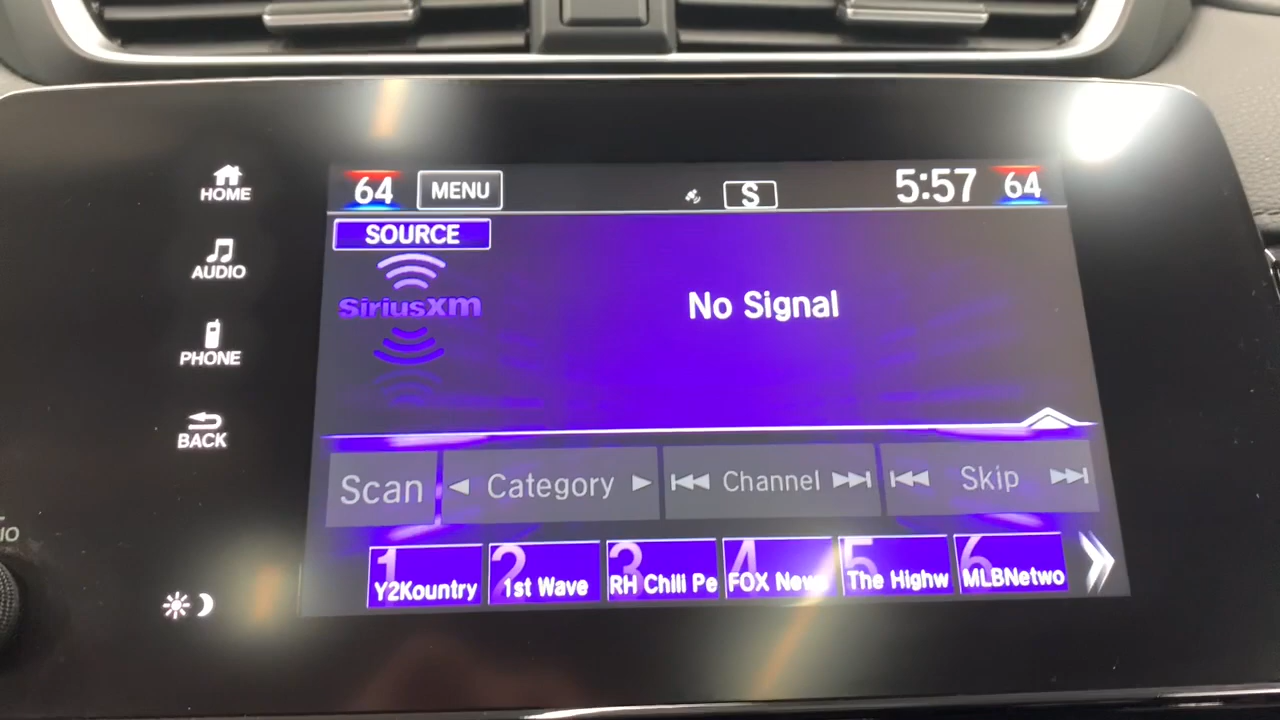 64 MENU S 5:57 64
HOME
SOURCE
AUDIO
SiriusXM
No Signal
PHONE
BACK
Scan Category Channel Skip
1 2 3 4 5 6
Y2Kountry 1st Wave RH Chili Pe FOX News The Highw MLBNetwo
IO